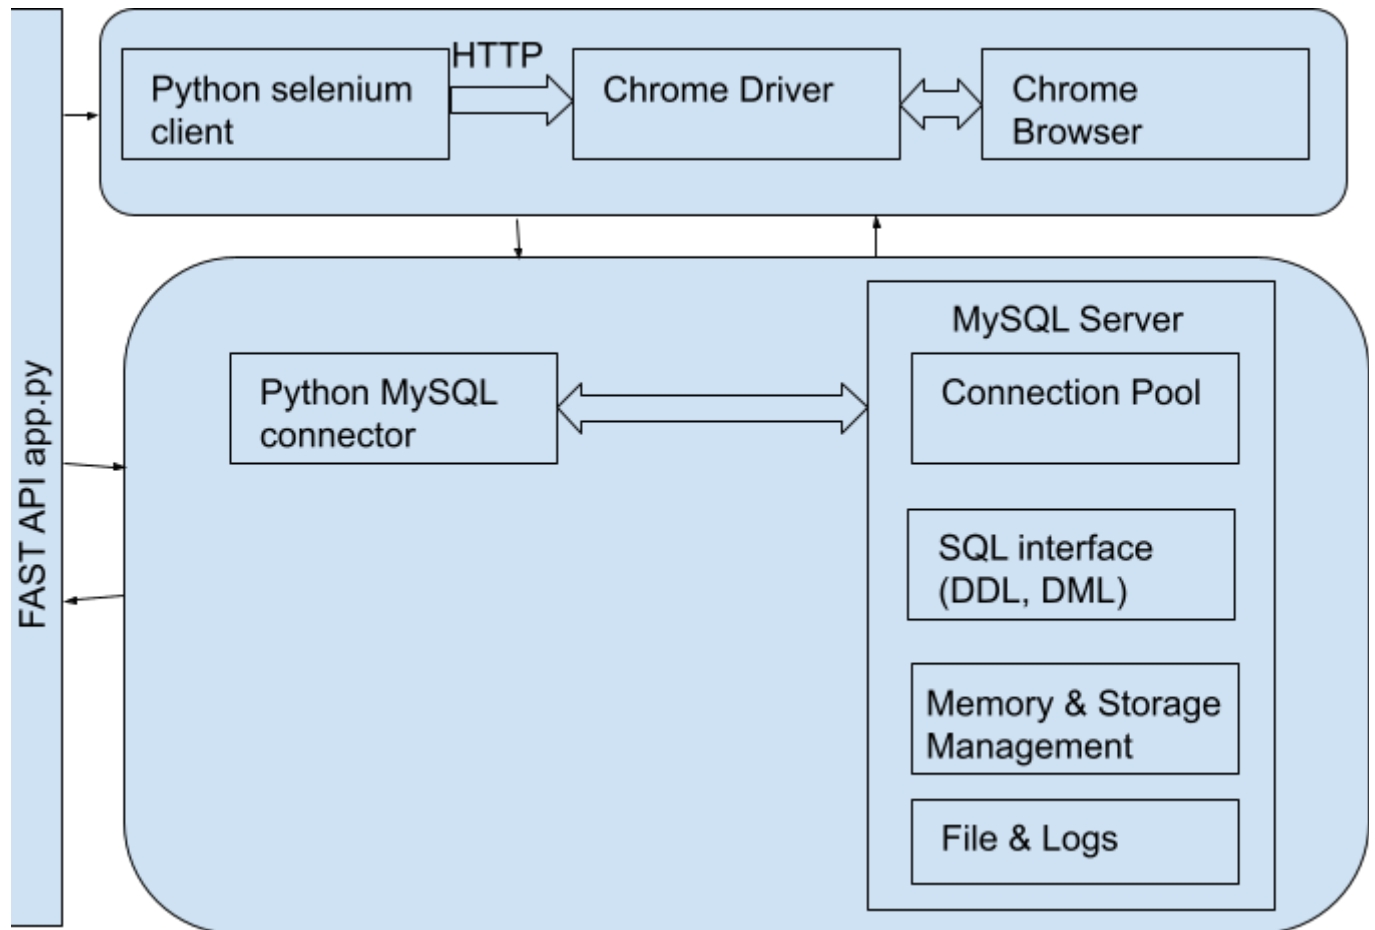 FAST API app.py
HTTP
Python selenium
client
Chrome Driver
Chrome
Browser
MySQL Server
Python MySQL
connector
Connection Pool
SQL interface
(DDL, DML)
Memory & Storage
Management
File & Logs